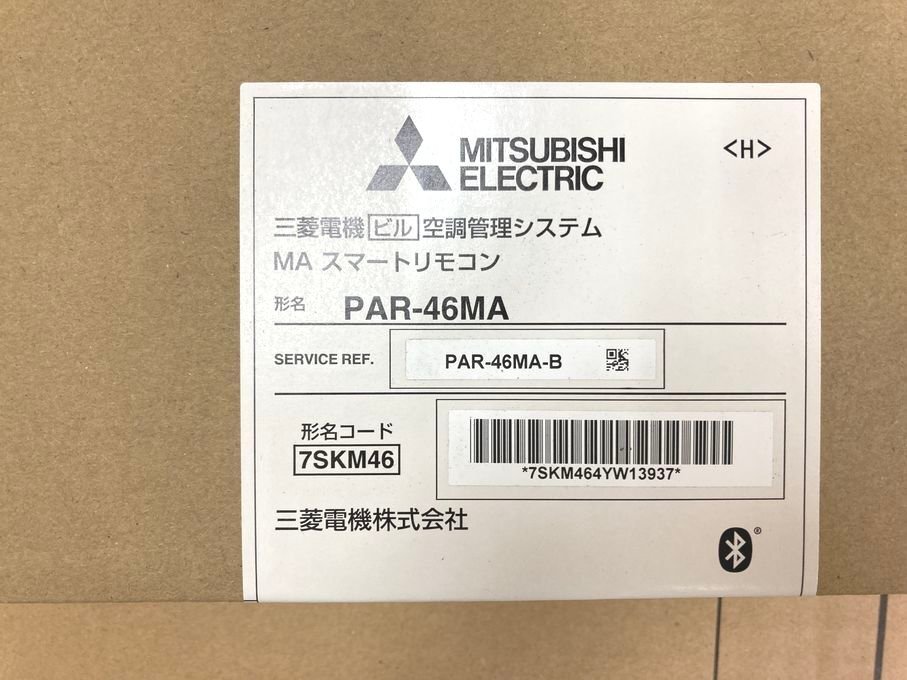 MITSUBISHI
ELECTRIC
<H>
三菱電機 ビル 空調管理システム
MA スマートリモコン
形名 PAR-46MA
SERVICE REF. PAR-46MA-B
形名コード
7SKM46
*7SKM464YW13937*
三菱電機株式会社
®